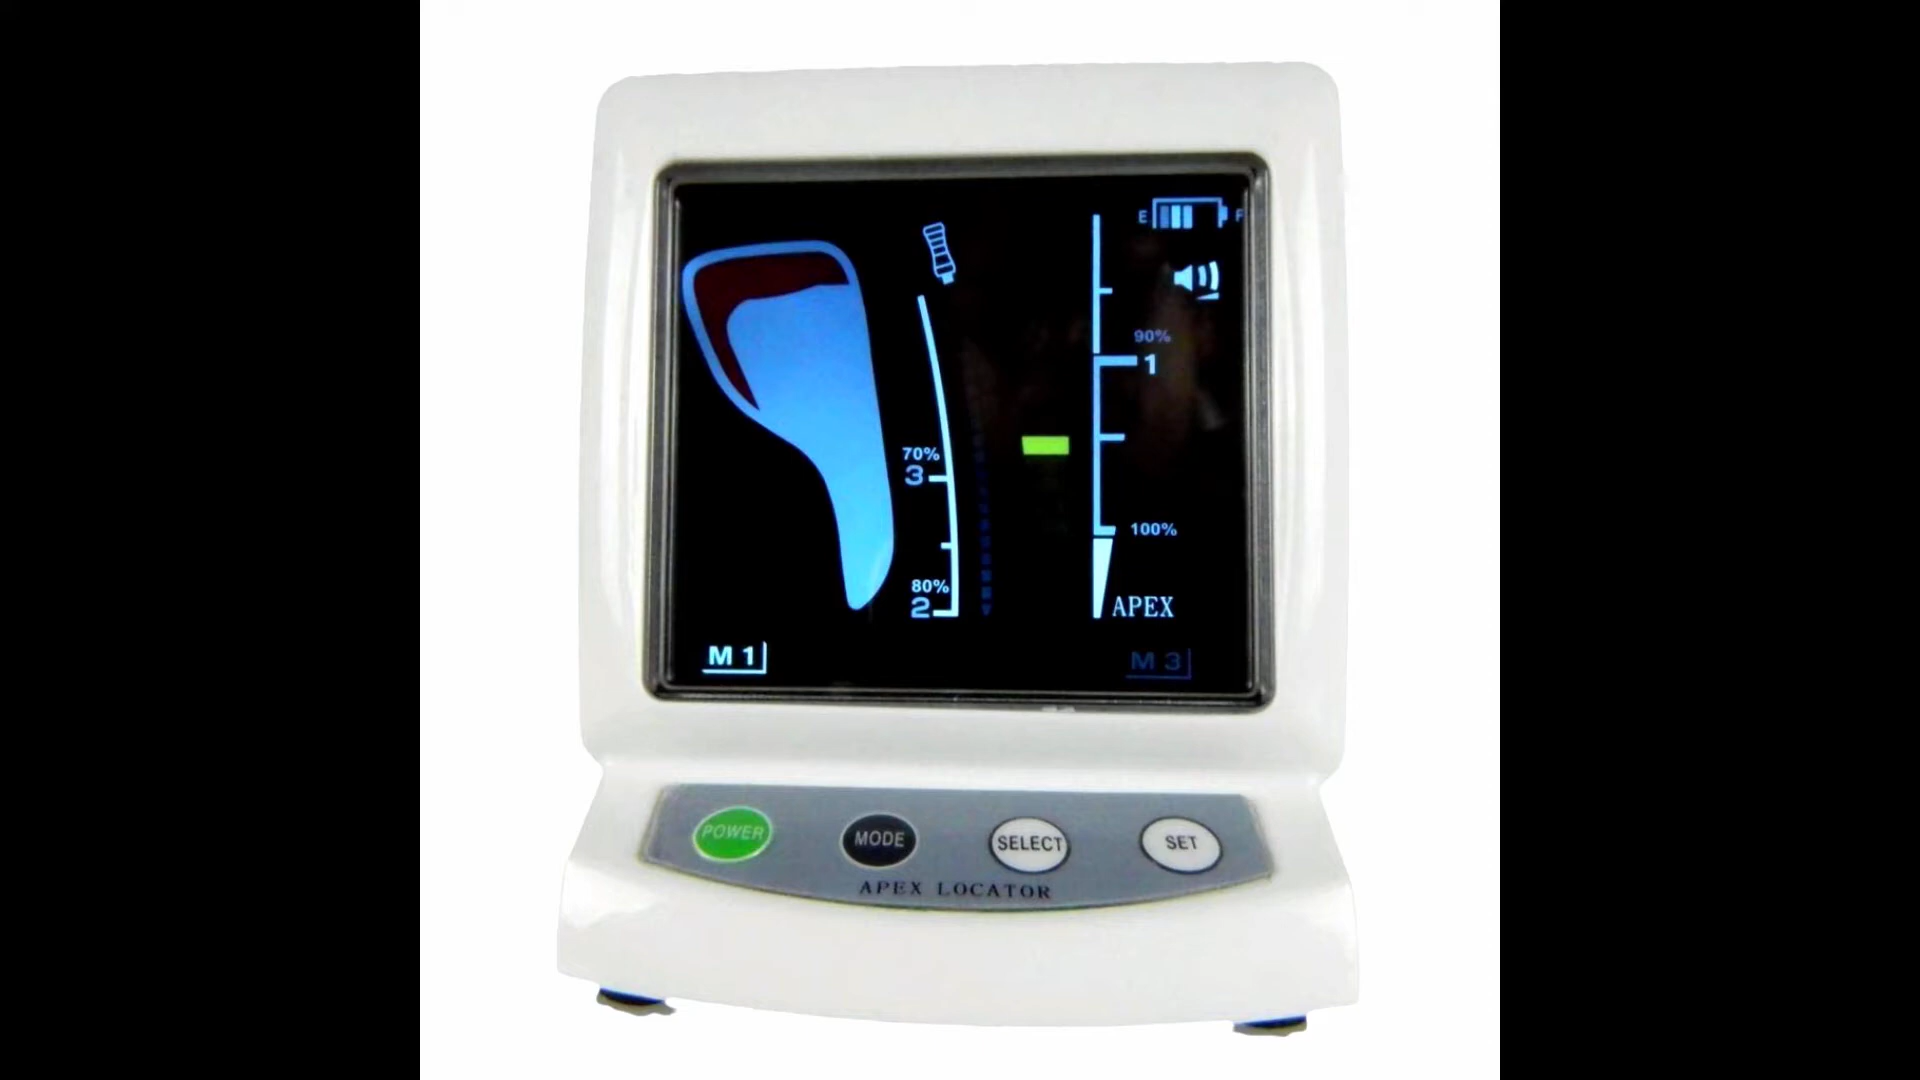 E F
90%
1
70%
3
100%
80%
2
APEX
M 1
M 3
POWER
MODE
SELECT
SET
APEX LOCATOR